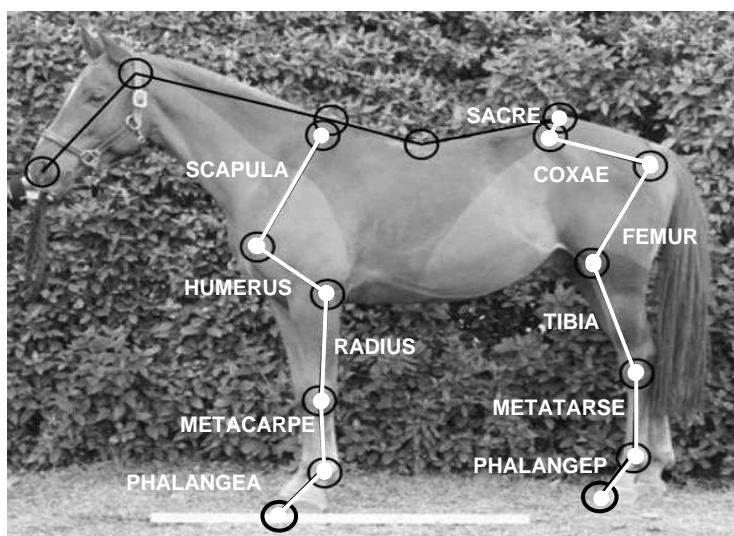 SACRE
SCAPULA
COXAE
FEMUR
HUMERUS
TIBIA
RADIUS
METATARSE
METACARPE
PHALANGEP
PHALANGEA